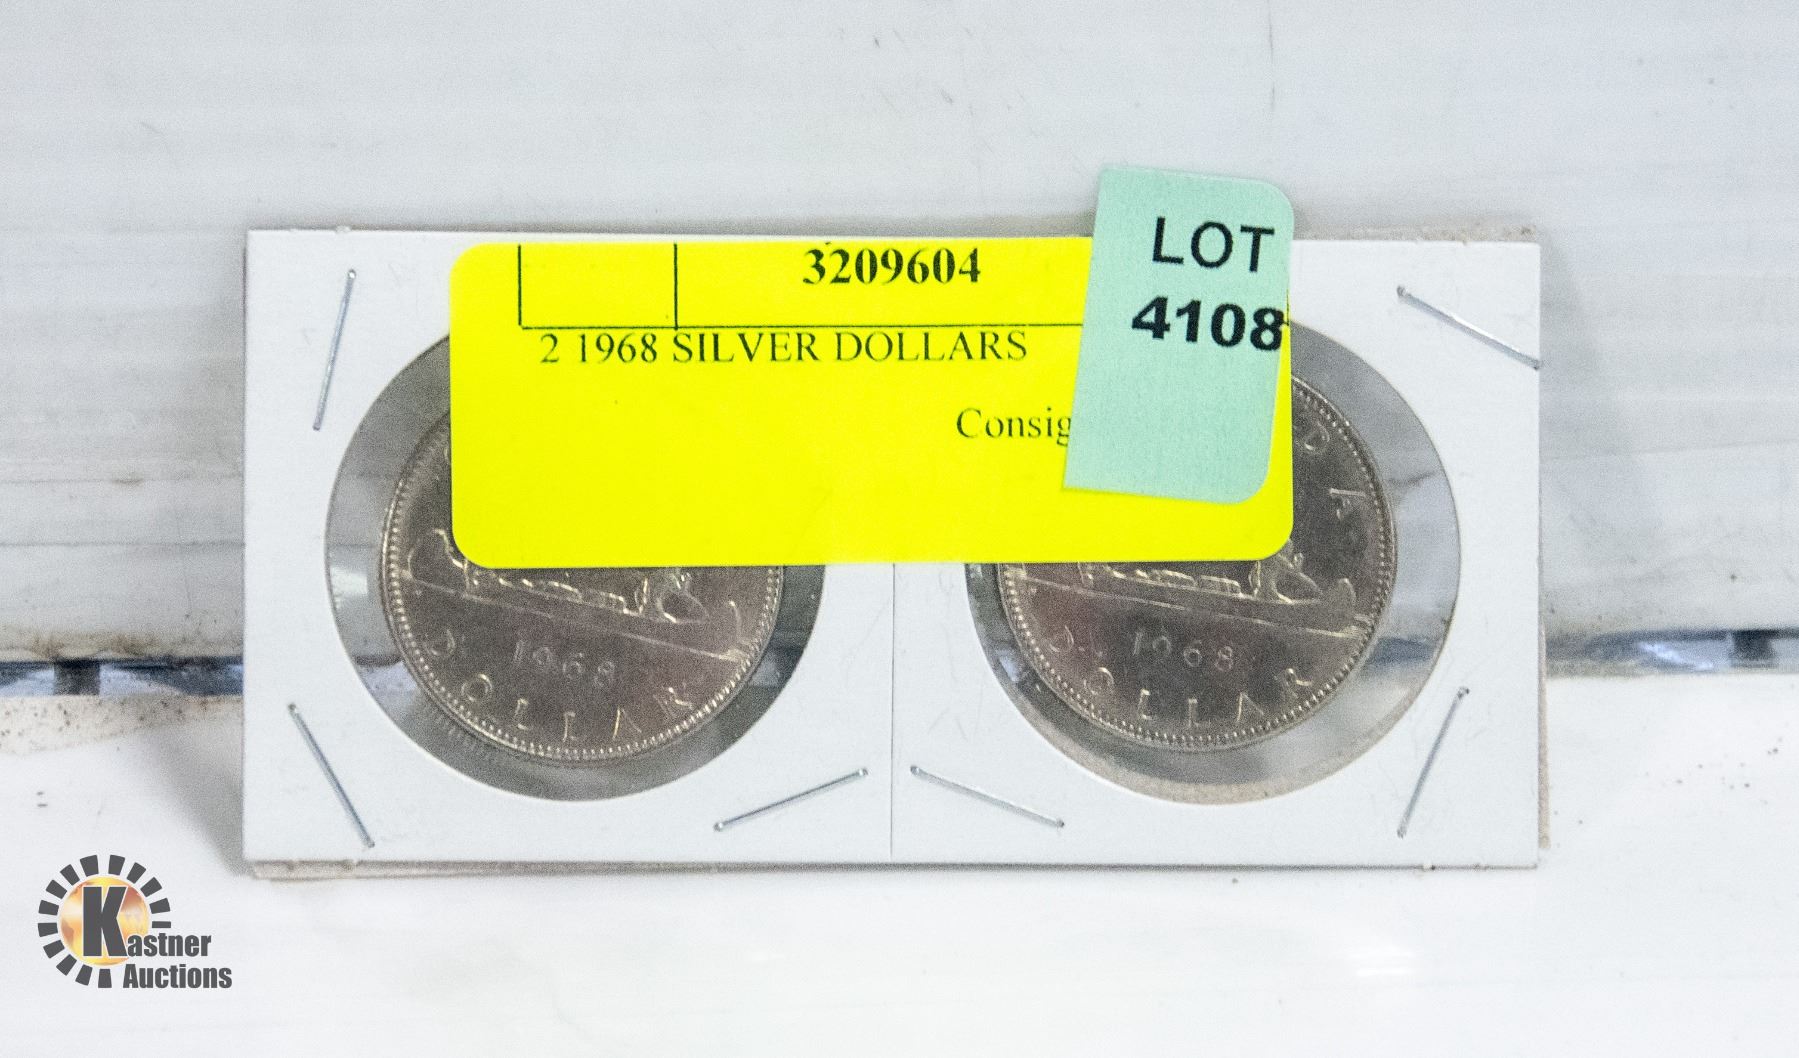 3209604
2 1968 SILVER DOLLARS
Consig
LOT
4108
1968
DOLLAR
D A
1968
DOLLAR
Kastner
Auctions